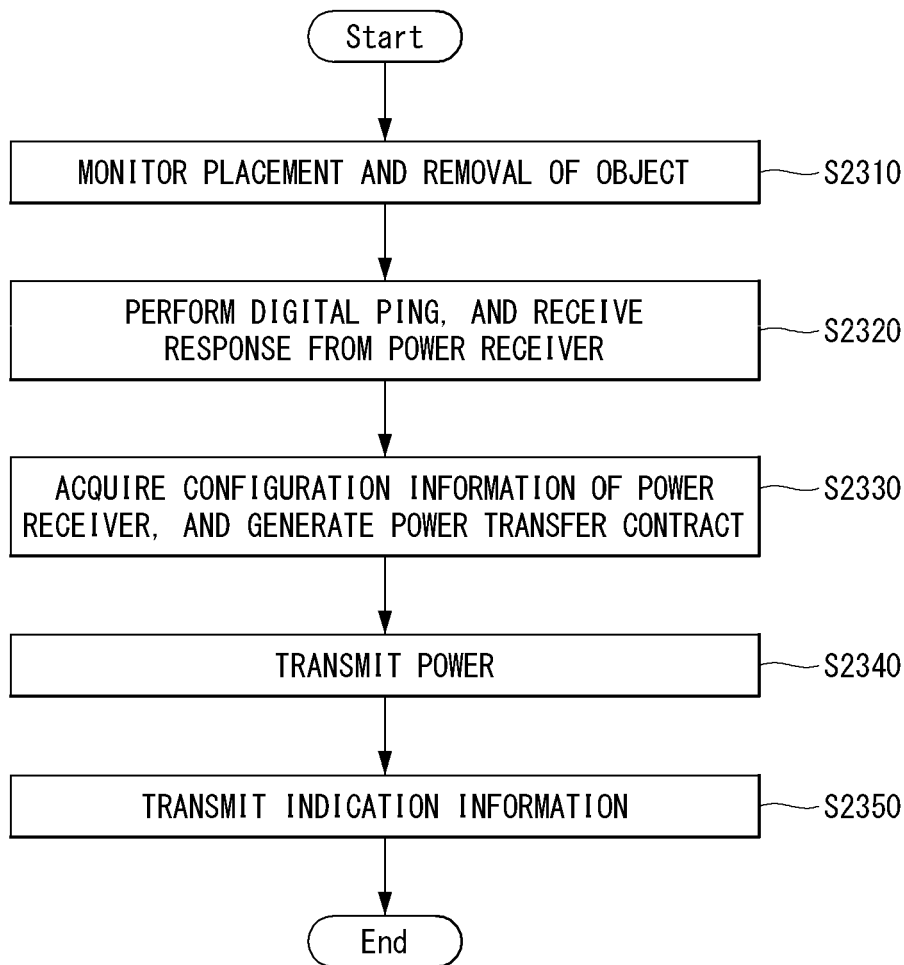 Start
MONITOR PLACEMENT AND REMOVAL OF OBJECT
S2310
PERFORM DIGITAL PING, AND RECEIVE
RESPONSE FROM POWER RECEIVER
S2320
ACQUIRE CONFIGURATION INFORMATION OF POWER
RECEIVER, AND GENERATE POWER TRANSFER CONTRACT
S2330
TRANSMIT POWER
S2340
TRANSMIT INDICATION INFORMATION
S2350
End